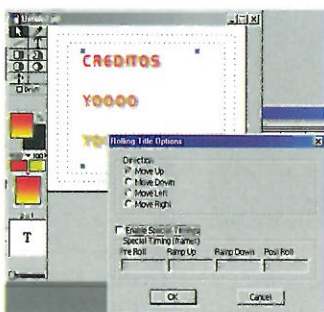 CREDITOS
YOOOO
YO
Rolling Title Options
Direction
Move Up
Move Down
Move Left
Move Right
Enable Special Timings
Special Timing (frames)
Pre Roll Ramp Up Ramp Down Post Roll
OK Cancel
T